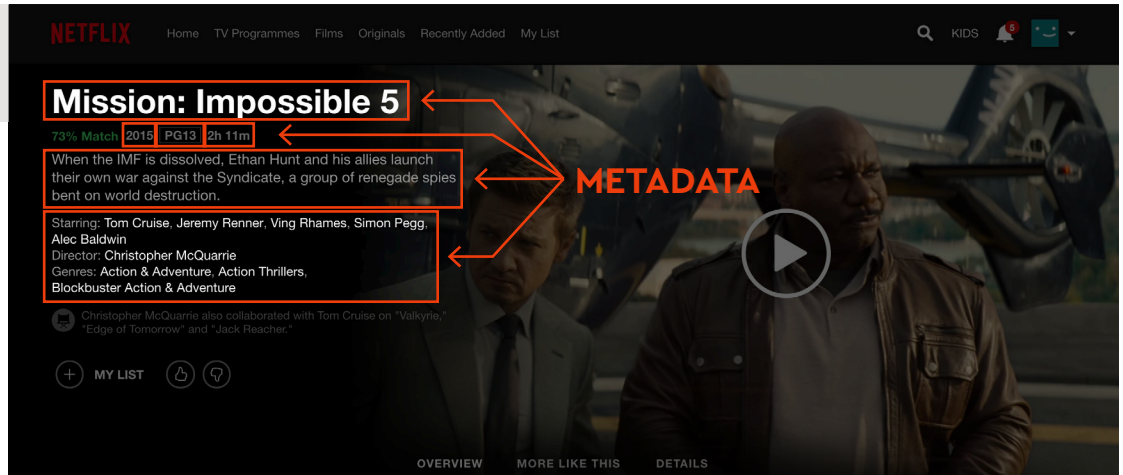 NETFLIX Home TV Programmes Films Originals Recently Added My List KIDS 5
Mission: Impossible 5
73% Match 2015 PG13 2h 11m
When the IMF is dissolved, Ethan Hunt and his allies launch
their own war against the Syndicate, a group of renegade spies
bent on world destruction.
METADATA
Starring: Tom Cruise, Jeremy Renner, Ving Rhames, Simon Pegg,
Alec Baldwin
Director: Christopher McQuarrie
Genres: Action & Adventure, Action Thrillers,
Blockbuster Action & Adventure
Christopher McQuarrie also collaborated with Tom Cruise on "Valkyrie,"
"Edge of Tomorrow" and "Jack Reacher."
MY LIST
OVERVIEW MORE LIKE THIS DETAILS